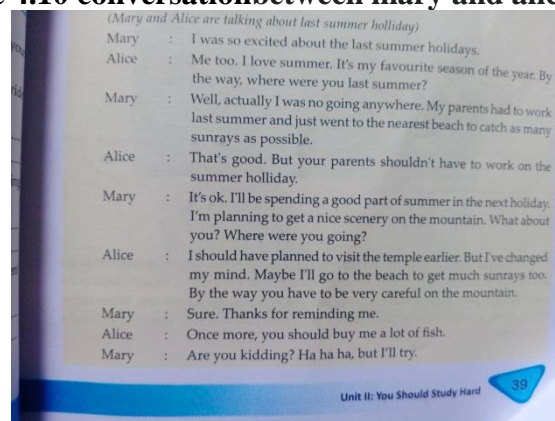 4.10 conversationbetween mary and
(Mary and Alice are talking about last summer holliday)
Mary : I was so excited about the last summer holidays.
Alice : Me too. I love summer. It's my favourite season of the year. By
the way, where were you last summer?
Mary : Well, actually I was no going anywhere. My parents had to work
last summer and just went to the nearest beach to catch as many
sunrays as possible.
Alice : That's good. But your parents shouldn't have to work on the
summer holliday.
Mary : It's ok. I'll be spending a good part of summer in the next holiday.
I'm planning to get a nice scenery on the mountain. What about
you? Where were you going?
Alice : I should have planned to visit the temple earlier. But I've changed
my mind. Maybe I'll go to the beach to get much sunrays too.
By the way you have to be very careful on the mountain.
Mary : Sure. Thanks for reminding me.
Alice : Once more, you should buy me a lot of fish.
Mary : Are you kidding? Ha ha ha, but I'll try.
Unit II: You Should Study Hard 39